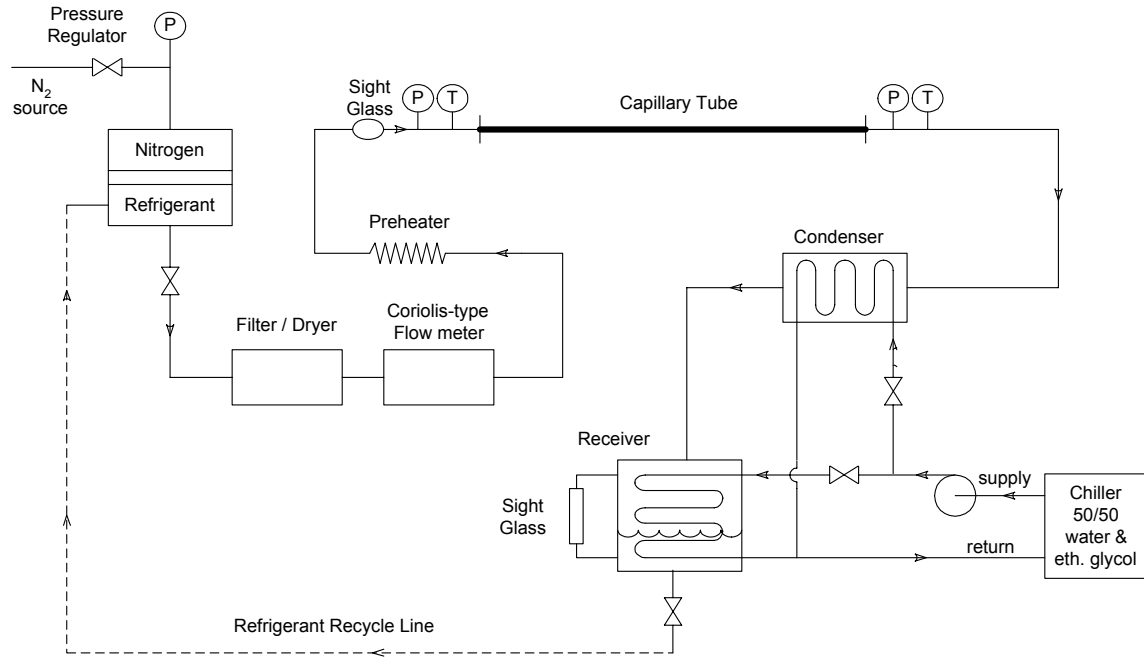 Pressure
Regulator
P
N2
source
Nitrogen
Refrigerant
Sight
Glass
P
T
Capillary Tube
P
T
Preheater
Condenser
Filter / Dryer
Coriolis-type
Flow meter
Receiver
Sight
Glass
supply
return
Chiller
50/50
water &
eth. glycol
Refrigerant Recycle Line